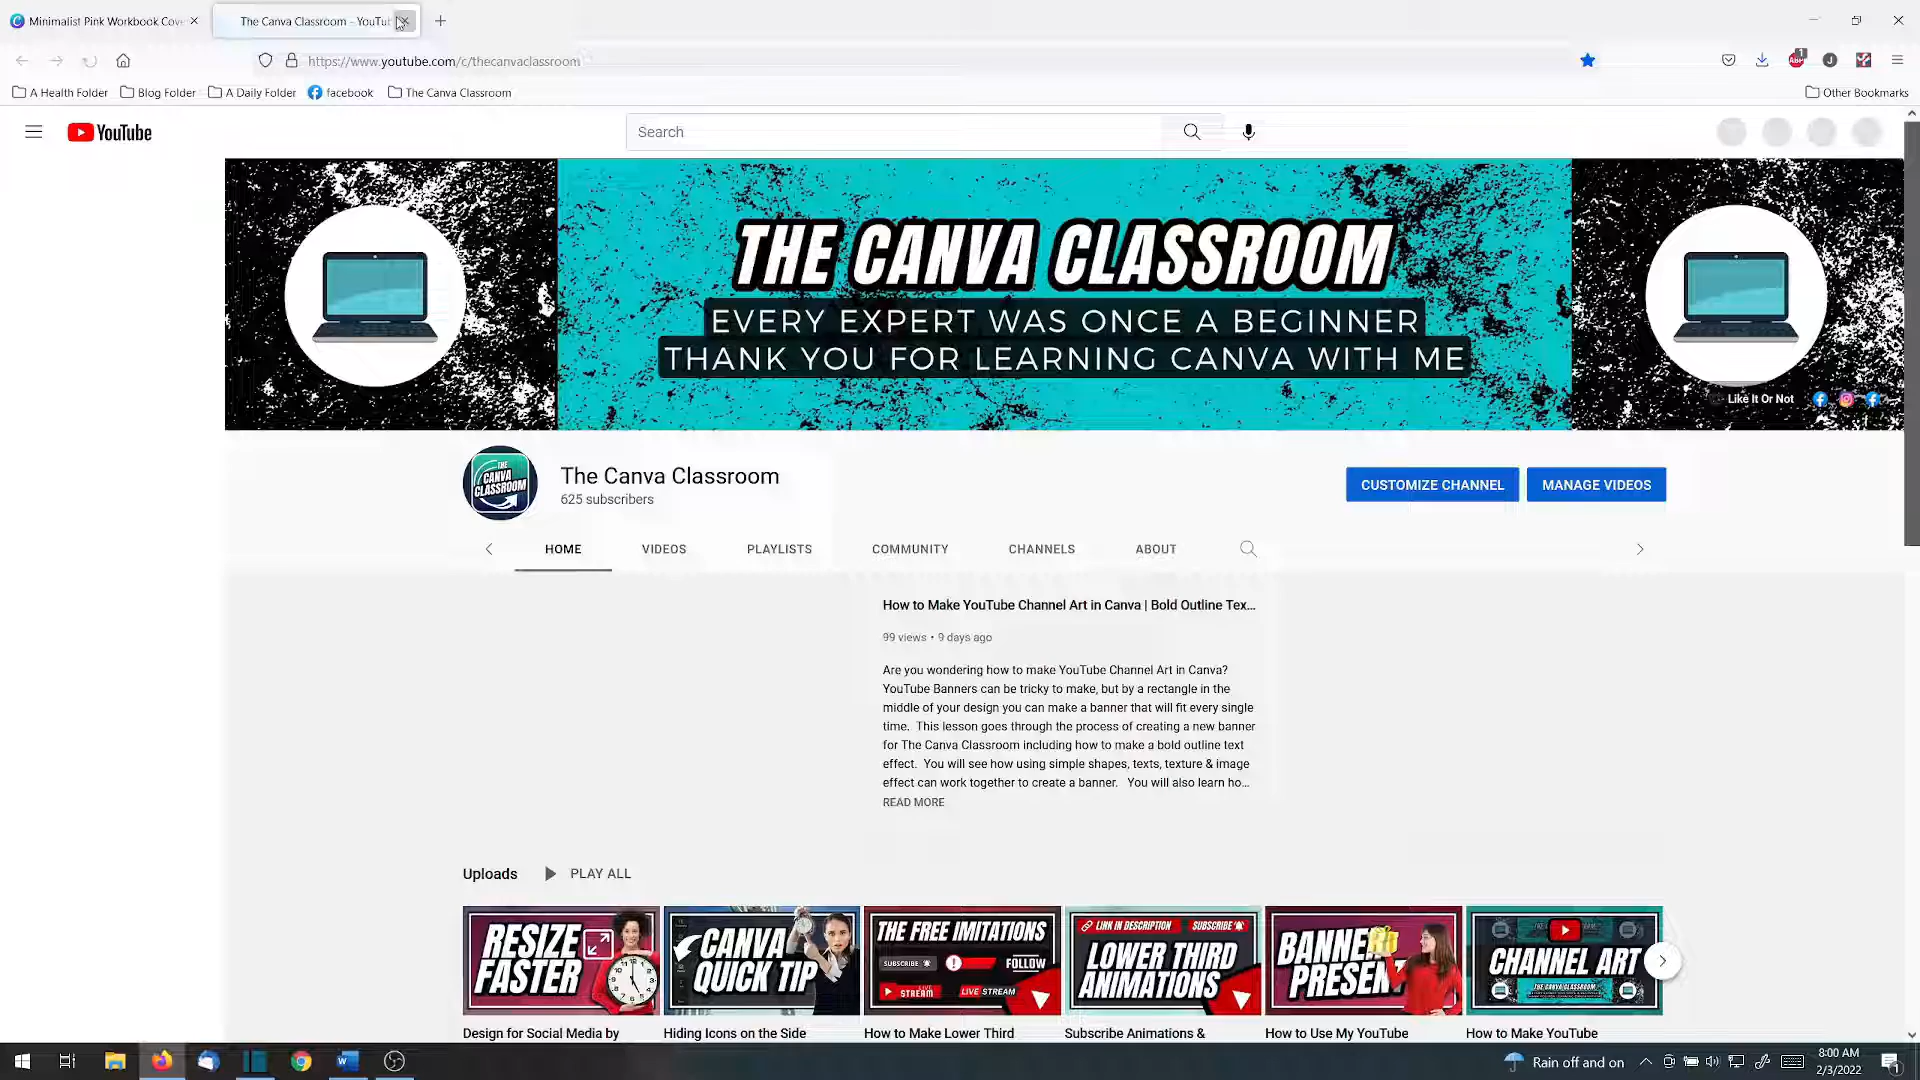 Minimalist Pink Workbook Cov
The Canva Classroom - YouTu
https://www.youtube.com/c/thecanvaclassroom
1
J
A Health Folder
Blog Folder
A Daily Folder
facebook
The Canva Classroom
Other Bookmarks
YouTube
Search
THE CANVA CLASSROOM
EVERY EXPERT WAS ONCE A BEGINNER
THANK YOU FOR LEARNING CANVA WITH ME
Like It Or Not
THE CANVA CLASSROOM
The Canva Classroom
625 subscribers
CUSTOMIZE CHANNEL
MANAGE VIDEOS
HOME
VIDEOS
PLAYLISTS
COMMUNITY
CHANNELS
ABOUT
How to Make YouTube Channel Art in Canva | Bold Outline Tex...
99 views • 9 days ago
Are you wondering how to make YouTube Channel Art in Canva?
YouTube Banners can be tricky to make, but by a rectangle in the
middle of your design you can make a banner that will fit every single
time. This lesson goes through the process of creating a new banner
for The Canva Classroom including how to make a bold outline text
effect. You will see how using simple shapes, texts, texture & image
effect can work together to create a banner. You will also learn ho...
READ MORE
Uploads
PLAY ALL
RESIZE
FASTER
CANVA
QUICK TIP
THE FREE IMITATIONS
SUBSCRIBE
FOLLOW
LIVE
STREAM
LIVE STREAM
LINK IN DESCRIPTION
SUBSCRIBE
LOWER THIRD
ANIMATIONS
BANNER
PRESENT
CHANNEL ART
THE CANVA CLASSROOM
Design for Social Media by
Hiding Icons on the Side
How to Make Lower Third
Subscribe Animations &
How to Use My YouTube
How to Make YouTube
Rain off and on
8:00 AM
2/3/2022
1